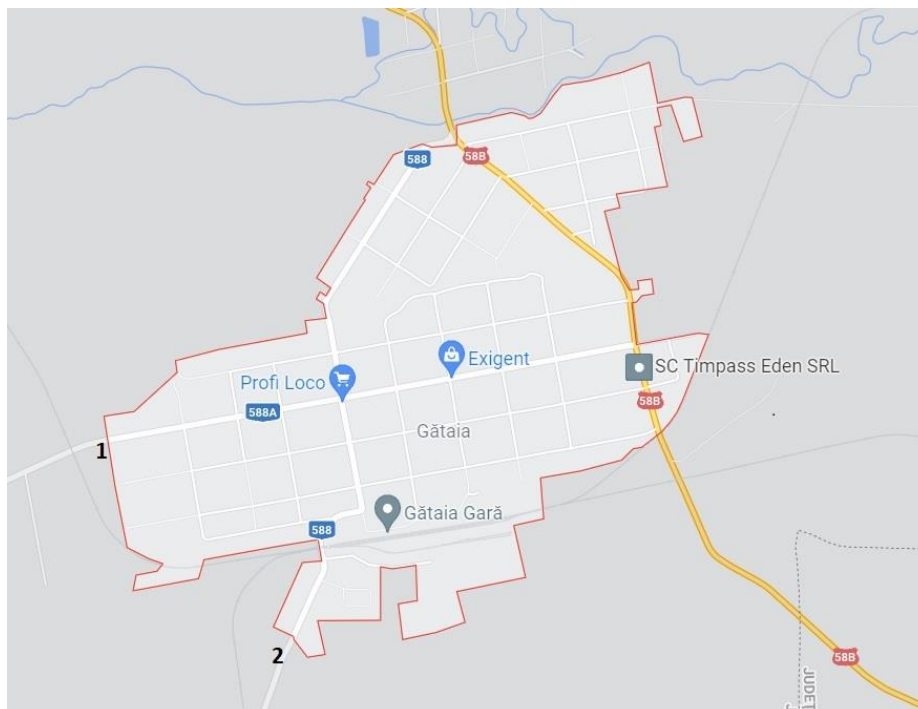 588
58B
Exigent
SC Timpass Eden SRL
Profi Loco
588A
58B
Gătaia
1
Gătaia Gară
588
2
58B